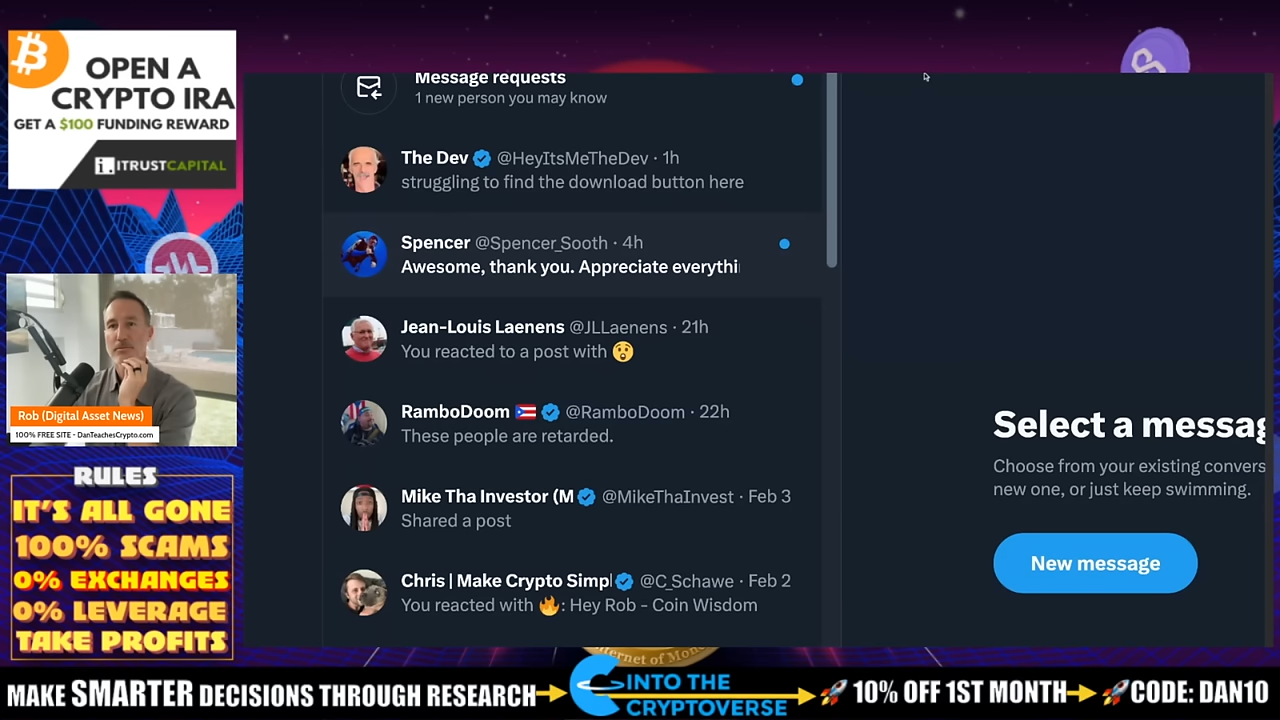 OPEN A
CRYPTO IRA
GET A $100 FUNDING REWARD
i.ITRUSTCAPITAL
Rob (Digital Asset News)
100% FREE SITE - DanTeachesCrypto.com
RULES
IT'S ALL GONE
100% SCAMS
0% EXCHANGES
0% LEVERAGE
TAKE PROFITS
Message requests
1 new person you may know
The Dev @HeyItsMeTheDev · 1h
struggling to find the download button here
Spencer @Spencer_Sooth · 4h
Awesome, thank you. Appreciate everythi
Jean-Louis Laenens @JLLaenens · 21h
You reacted to a post with 😲
RamboDoom 🇵🇷 @RamboDoom · 22h
These people are retarded.
Mike Tha Investor (M @MikeThaInvest · Feb 3
Shared a post
Chris | Make Crypto Simpl @C_Schawe · Feb 2
You reacted with 🔥: Hey Rob - Coin Wisdom
Select a messag
Choose from your existing convers
new one, or just keep swimming.
New message
MAKE SMARTER DECISIONS THROUGH RESEARCH
INTO THE
CRYPTOVERSE
🚀 10% OFF 1ST MONTH
🚀CODE: DAN10